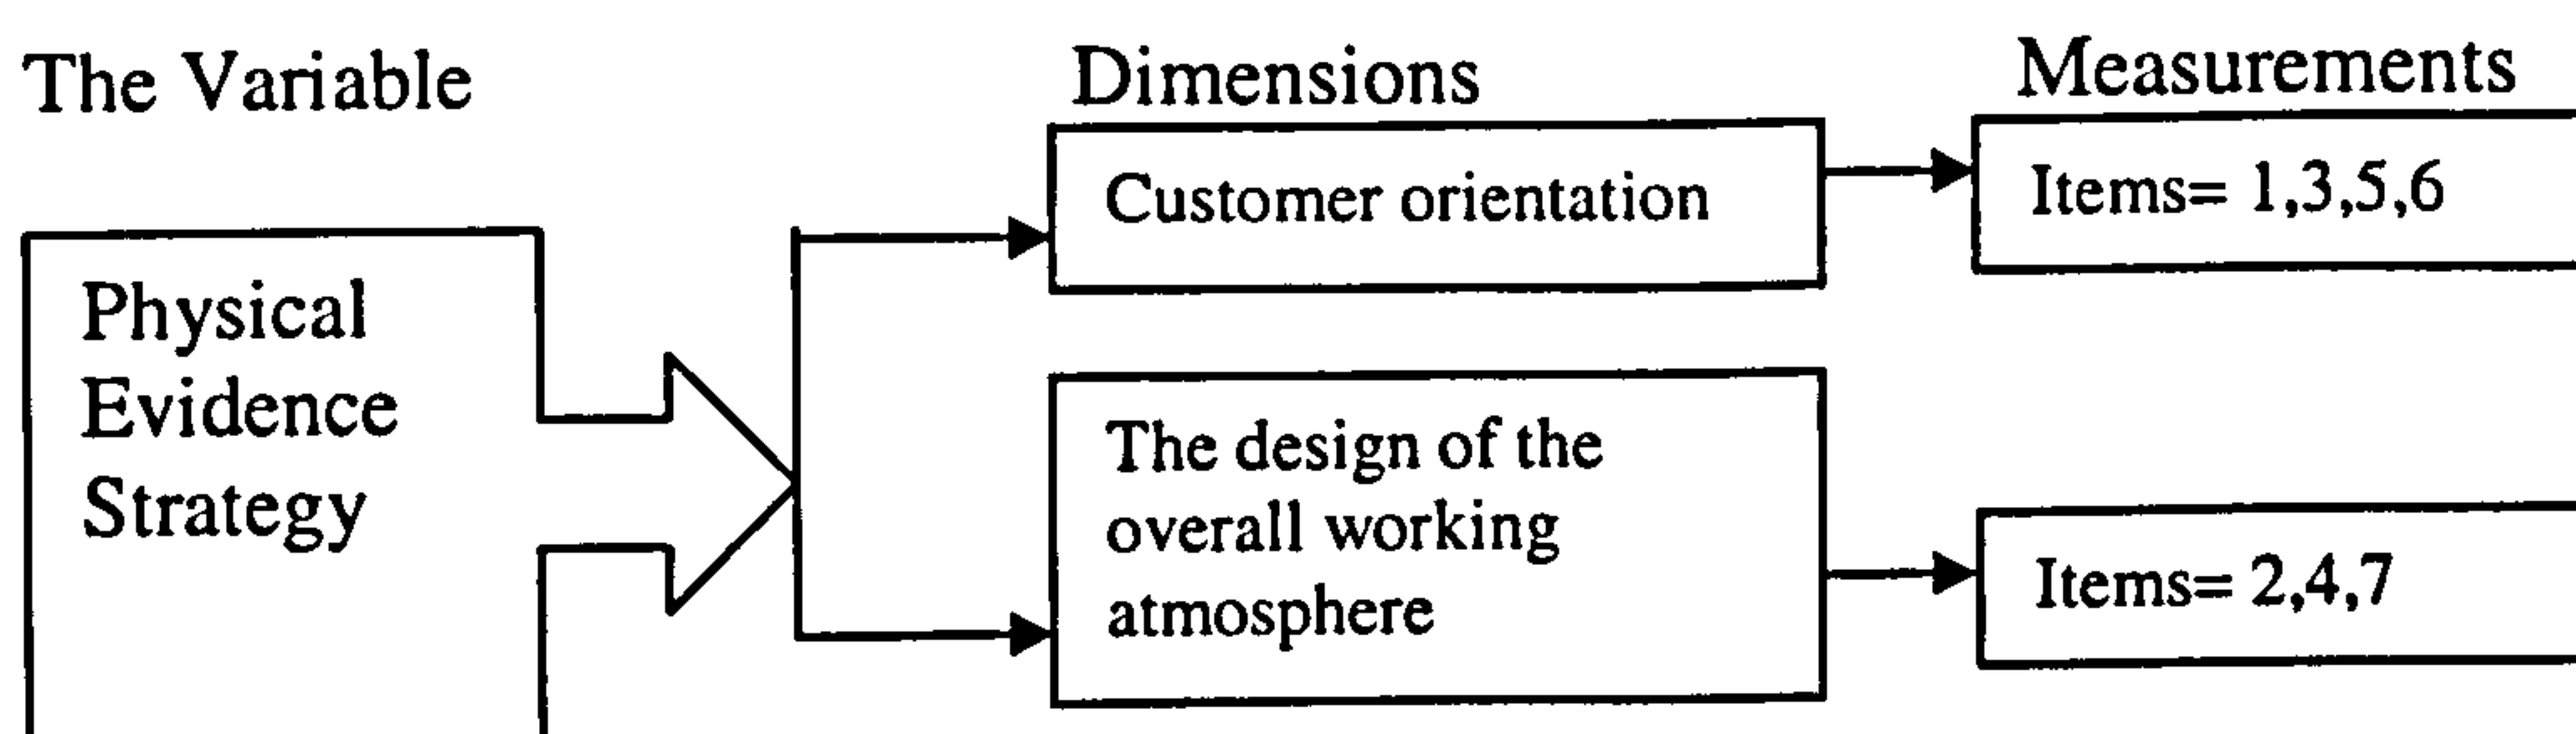 The Variable
Dimensions
Measurements
Customer orientation
Items= 1,3,5,6
Physical
Evidence
Strategy
The design of the
overall working
atmosphere
Items= 2,4,7